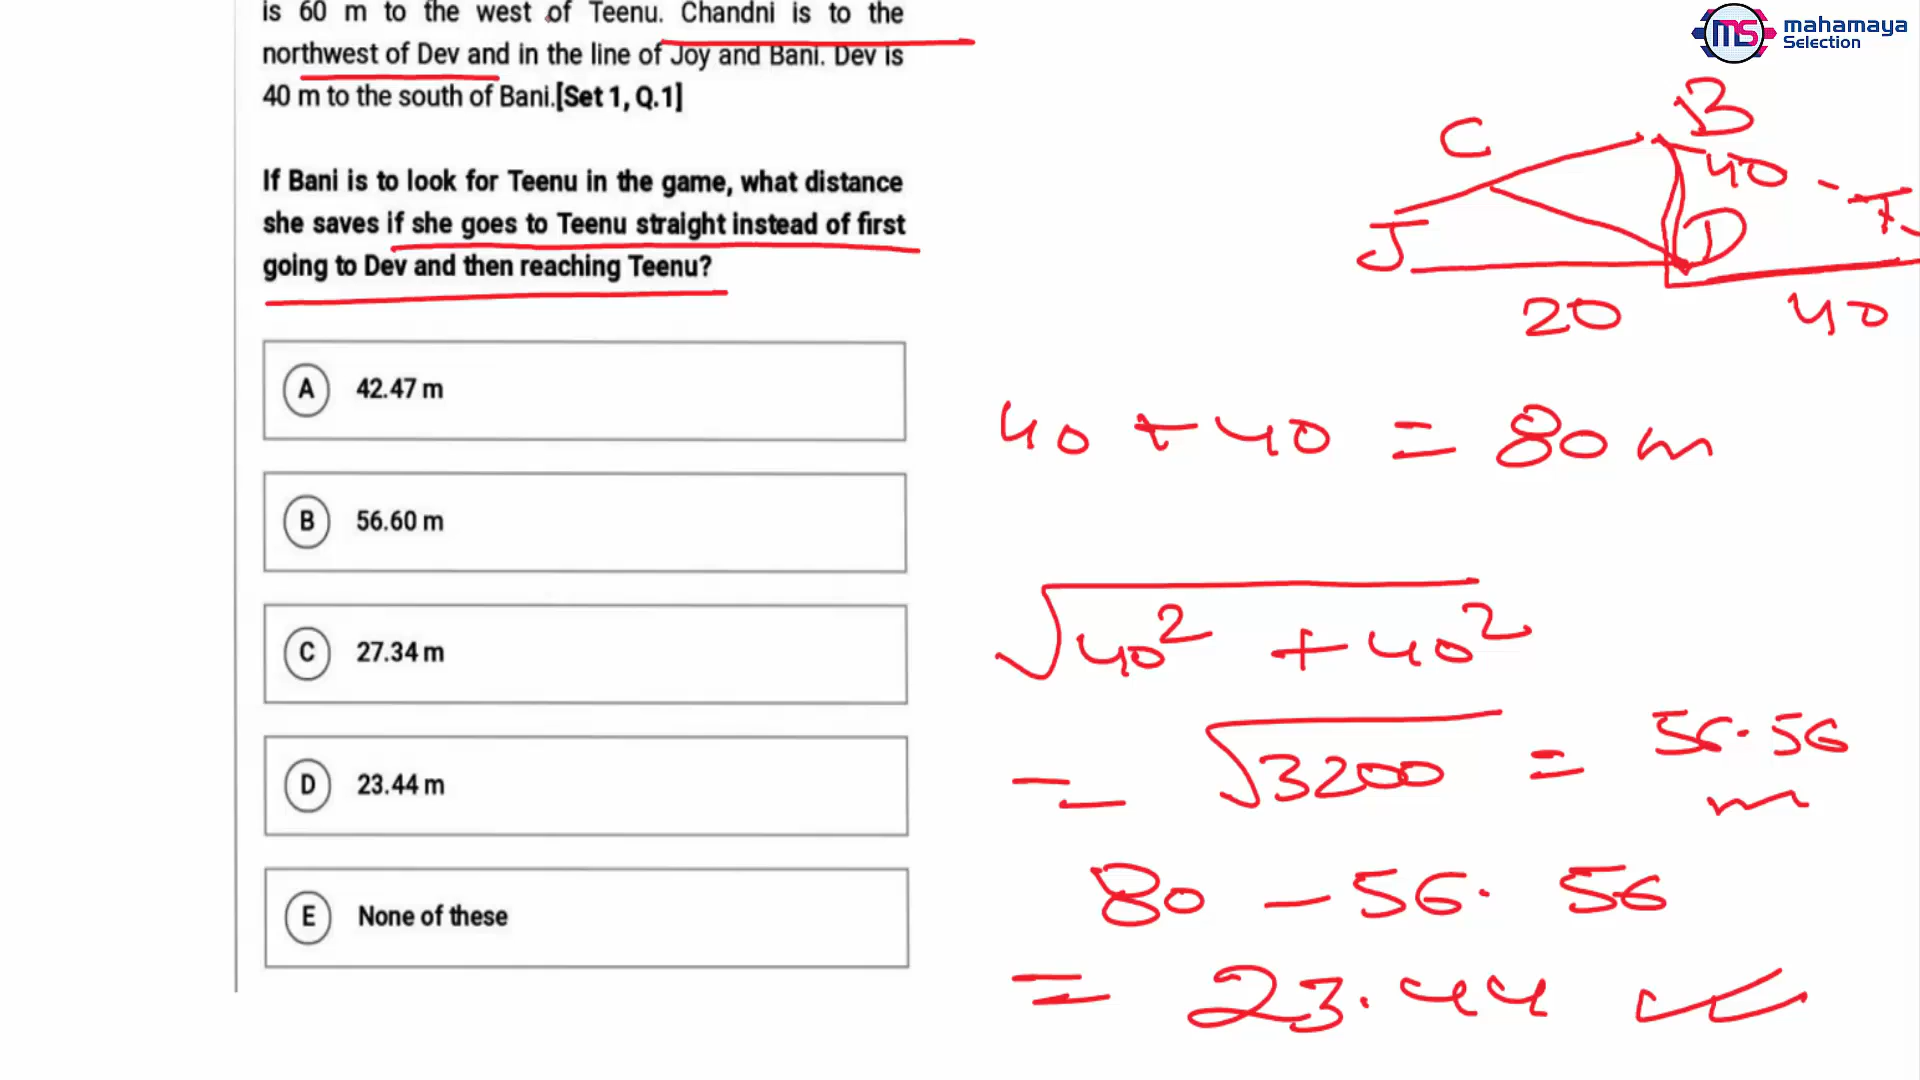 is 60 m to the west of Teenu. Chandni is to the
northwest of Dev and in the line of Joy and Bani. Dev is
40 m to the south of Bani.[Set 1, Q.1]
If Bani is to look for Teenu in the game, what distance
she saves if she goes to Teenu straight instead of first
going to Dev and then reaching Teenu?
A 42.47 m
B 56.60 m
C 27.34 m
D 23.44 m
E None of these
MS mahamaya
Selection
B
C
40
T
D
J
20 40
40 + 40 = 80 m
√40² + 40²
= √3200 = 56.56
m
80 - 56.56
= 23.44